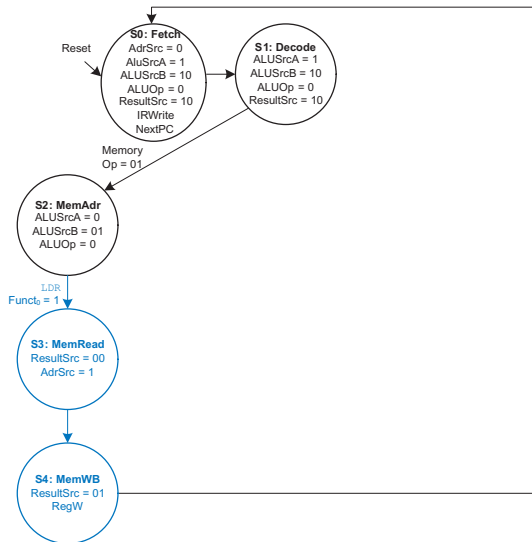 Reset
S0: Fetch
AdrSrc = 0
AluSrcA = 1
ALUSrcB = 10
ALUOp = 0
ResultSrc = 10
IRWrite
NextPC
S1: Decode
ALUSrcA = 1
ALUSrcB = 10
ALUOp = 0
ResultSrc = 10
Memory
Op = 01
S2: MemAdr
ALUSrcA = 0
ALUSrcB = 01
ALUOp = 0
LDR
Funct₀ = 1
S3: MemRead
ResultSrc = 00
AdrSrc = 1
S4: MemWB
ResultSrc = 01
RegW